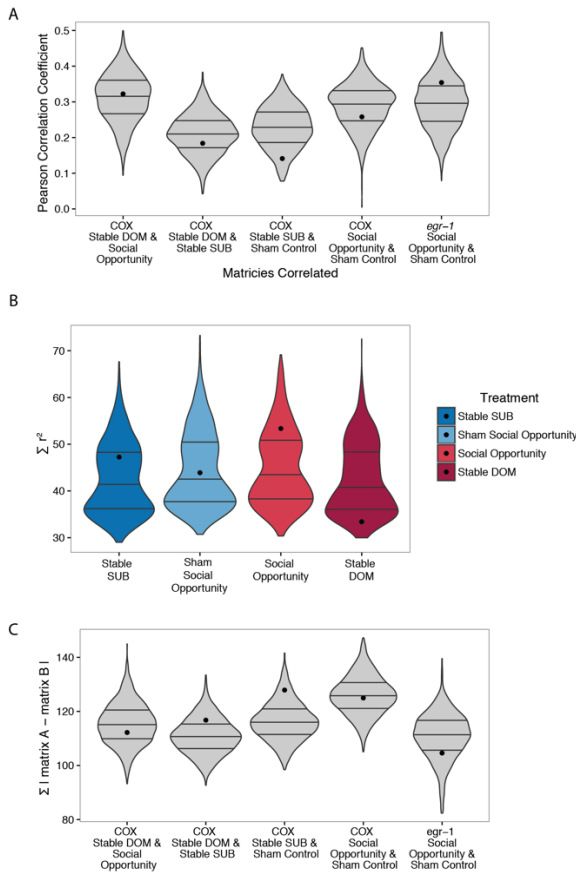 A
Pearson Correlation Coefficient
0.5
0.4
0.3
0.2
0.1
0.0
COX
Stable DOM &
Social
Opportunity
COX
Stable DOM &
Stable SUB
COX
Stable SUB &
Sham Control
COX
Social
Opportunity
& Sham Control
egr-1
Social
Opportunity
& Sham Control
Matricies Correlated
B
Σ r²
70
60
50
40
30
Stable
SUB
Sham
Social
Opportunity
Social
Opportunity
Stable
DOM
Treatment
Stable SUB
Sham Social Opportunity
Social Opportunity
Stable DOM
C
Σ | matrix A – matrix B |
140
120
100
80
COX
Stable DOM &
Social
Opportunity
COX
Stable DOM &
Stable SUB
COX
Stable SUB &
Sham Control
COX
Social
Opportunity
& Sham Control
egr-1
Social
Opportunity
& Sham Control